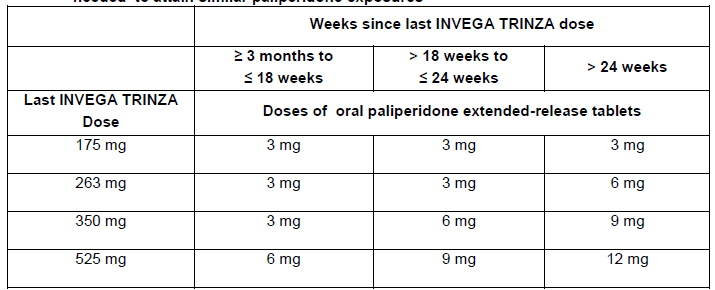 needed to attain similar paliperidone exposures
Weeks since last INVEGA TRINZA dose
≥ 3 months to
≤ 18 weeks
> 18 weeks to
≤ 24 weeks
> 24 weeks
Last INVEGA TRINZA
Dose
Doses of oral paliperidone extended-release tablets
175 mg 3 mg 3 mg 3 mg
263 mg 3 mg 3 mg 6 mg
350 mg 3 mg 6 mg 9 mg
525 mg 6 mg 9 mg 12 mg